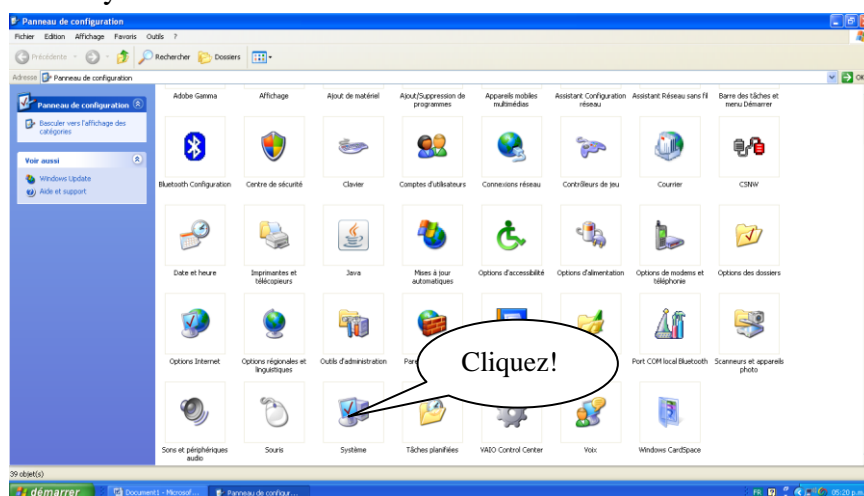 Panneau de configuration
Fichier Edition Affichage Favoris Outils ?
Précédente Rechercher Dossiers
Adresse Panneau de configuration OK
Panneau de configuration
Basculer vers l'affichage des
catégories
Voir aussi
Windows Update
Aide et support
Adobe Gamma
Affichage
Ajout de matériel
Ajout/Suppression de
programmes
Appareils mobiles
multimédias
Assistant Configuration
réseau
Assistant Réseau sans fil
Barre des tâches et
menu Démarrer
Bluetooth Configuration
Centre de sécurité
Clavier
Comptes d'utilisateurs
Connexions réseau
Contrôleurs de jeu
Courrier
CSNW
Date et heure
Imprimantes et
télécopieurs
Java
Mises à jour
automatiques
Options d'accessibilité
Options d'alimentation
Options de modems et
téléphonie
Options des dossiers
Options Internet
Options régionales et
linguistiques
Outils d'administration
Cliquez!
Port COM local Bluetooth
Scanneurs et appareils
photo
Sons et périphériques
audio
Souris
Système
Tâches planifiées
VAIO Control Center
Voix
Windows CardSpace
39 objet(s)
démarrer
Document1 - Microsof...
Panneau de configur...
FR
05:20 p.m.